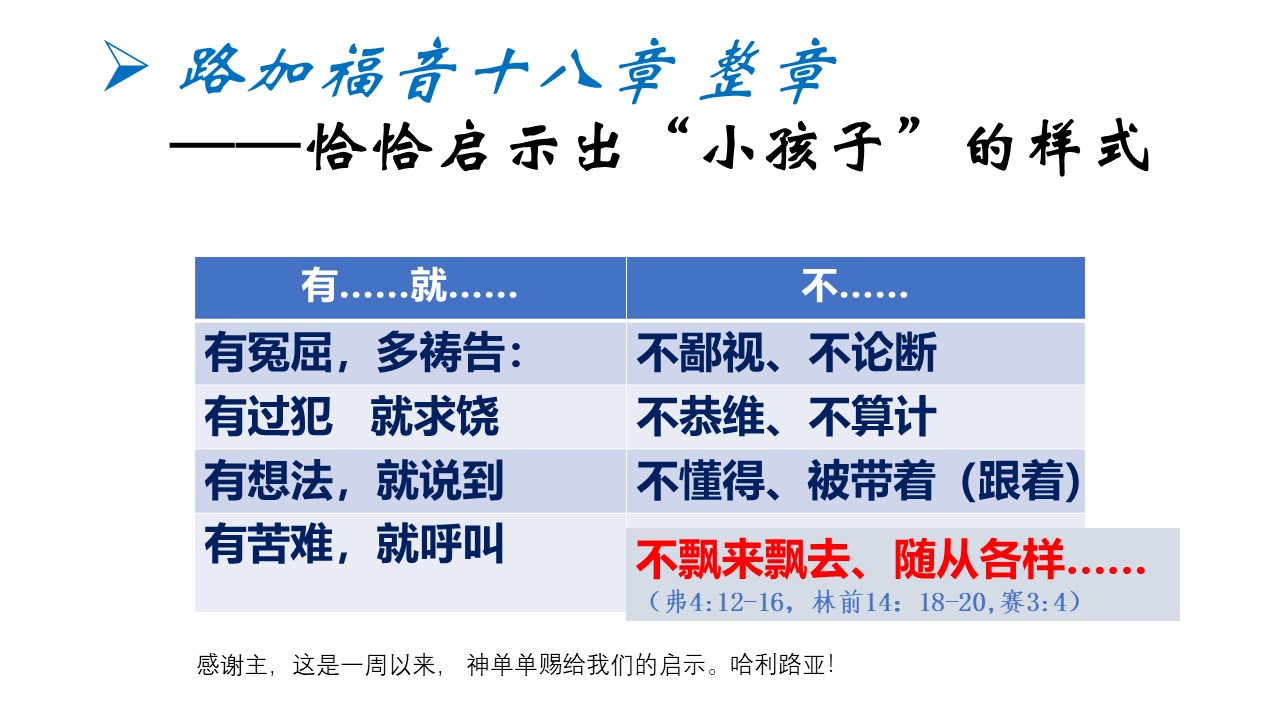 路加福音十八章 整章
——恰恰启示出“小孩子”的样式
有……就……
不……
有冤屈，多祷告：
不鄙视、不论断
有过犯 就求饶
不恭维、不算计
有想法，就说到
不懂得、被带着（跟着）
有苦难，就呼叫
不飘来飘去、随从各样……
（弗4:12-16，林前14：18-20,赛3:4）
感谢主，这是一周以来， 神单单赐给我们的启示。哈利路亚！